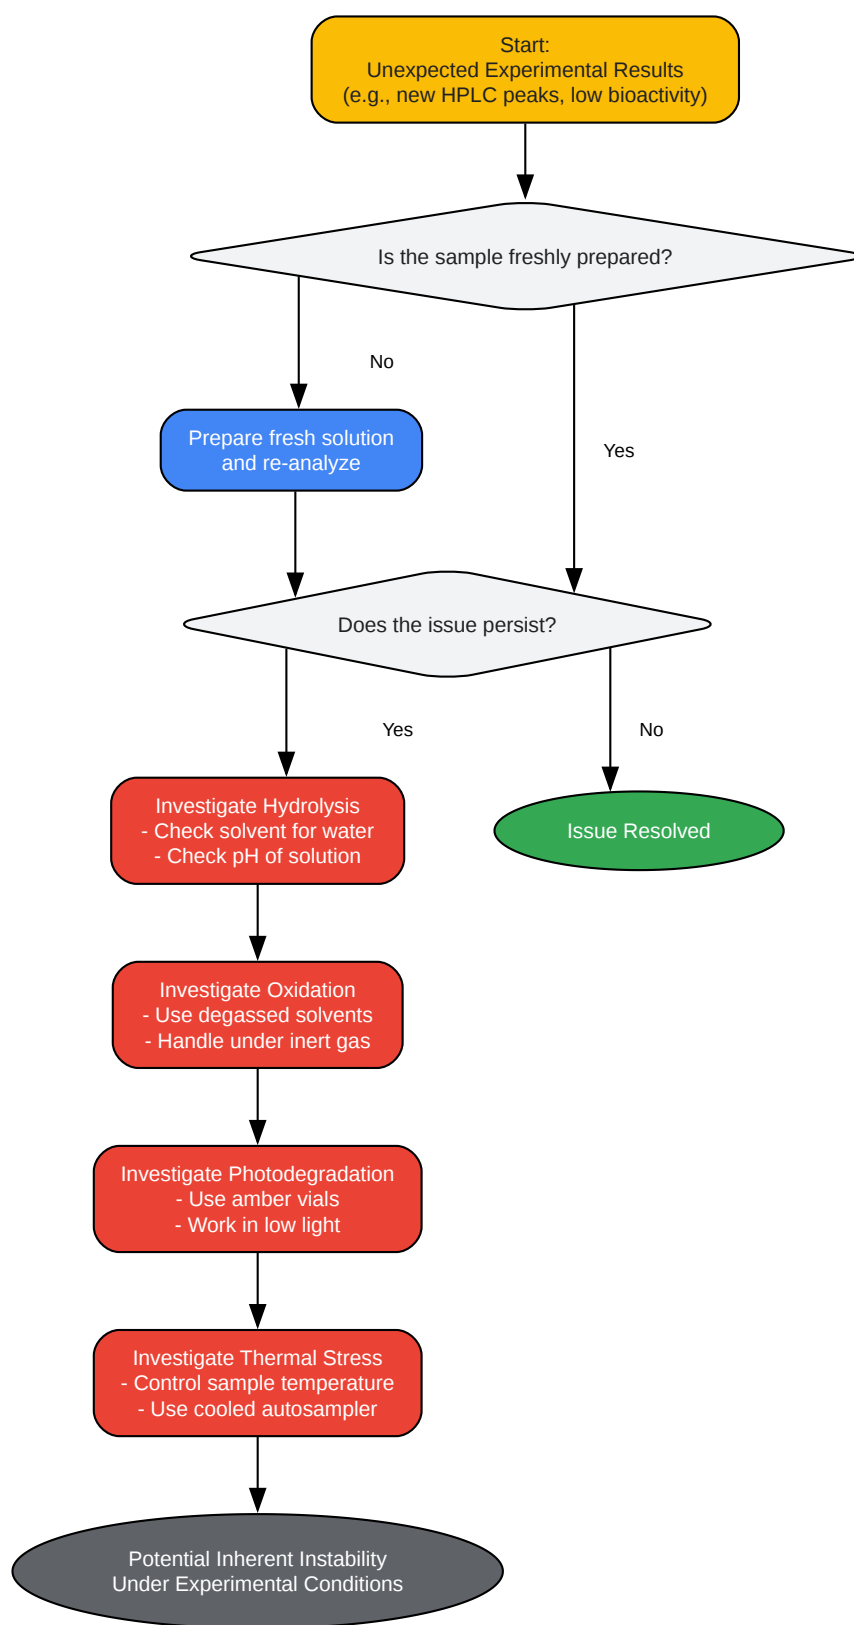 Start:
Unexpected Experimental Results
(e.g., new HPLC peaks, low bioactivity)
Is the sample freshly prepared?
No
Prepare fresh solution
and re-analyze
Yes
Does the issue persist?
Yes
No
Investigate Hydrolysis
- Check solvent for water
- Check pH of solution
Issue Resolved
Investigate Oxidation
- Use degassed solvents
- Handle under inert gas
Investigate Photodegradation
- Use amber vials
- Work in low light
Investigate Thermal Stress
- Control sample temperature
- Use cooled autosampler
Potential Inherent Instability
Under Experimental Conditions